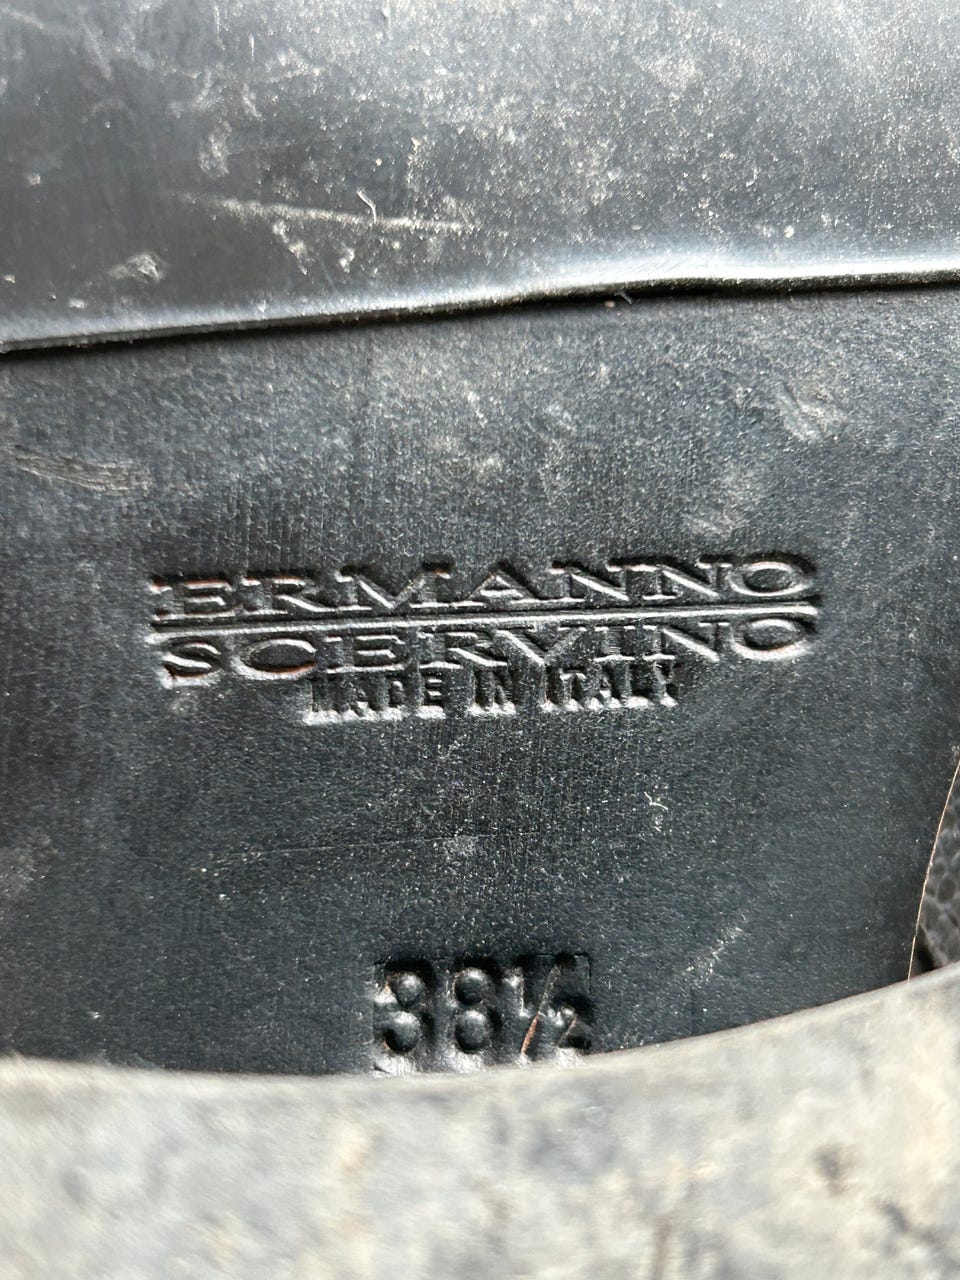 ERMANNO
SCERVINO
MADE IN ITALY
38½